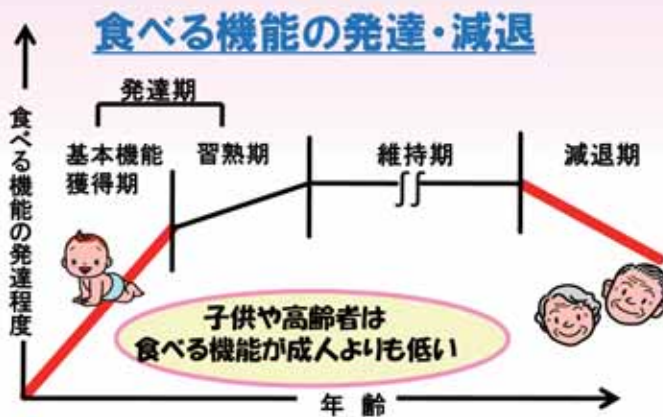 食べる機能の発達・減退
発達期
基本機能
獲得期
習熟期
維持期
減退期
食べる機能の発達程度
子供や高齢者は
食べる機能が成人よりも低い
年 齢